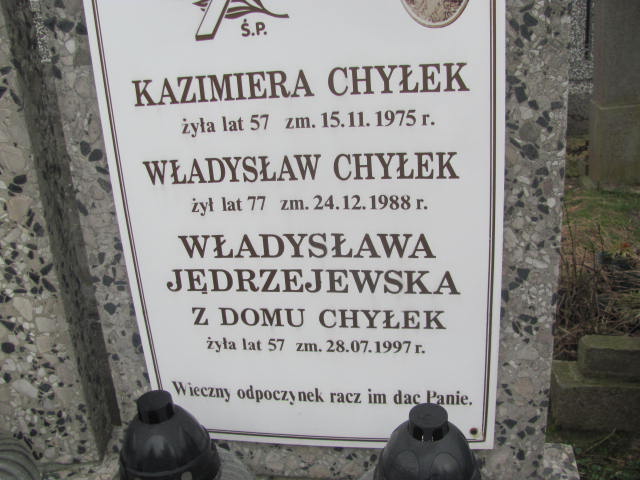 Ś.P.
KAZIMIERA CHYŁEK
żyła lat 57 zm. 15.11.1975 r.
WŁADYSŁAW CHYŁEK
żył lat 77 zm. 24.12.1988 r.
WŁADYSŁAWA
JĘDRZEJEWSKA
Z DOMU CHYŁEK
żyła lat 57 zm. 28.07.1997 r.
Wieczny odpoczynek racz im dac Panie.